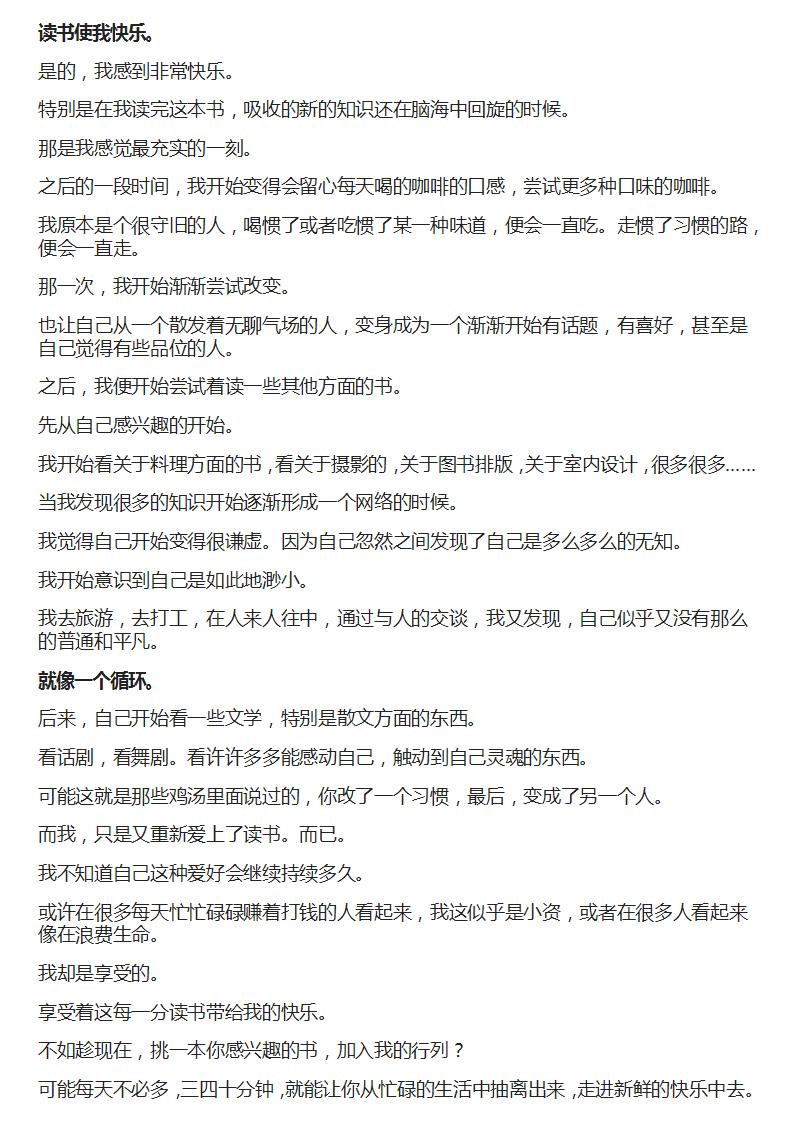 读书使我快乐。
是的，我感到非常快乐。
特别是在我读完这本书，吸收的新的知识还在脑海中回旋的时候。
那是我感觉最充实的一刻。
之后的一段时间，我开始变得会留心每天喝的咖啡的口感，尝试更多种口味的咖啡。
我原本是个很守旧的人，喝惯了或者吃惯了某一种味道，便会一直吃。走惯了习惯的路，
便会一直走。
那一次，我开始渐渐尝试改变。
也让自己从一个散发着无聊气场的人，变身成为一个渐渐开始有话题，有喜好，甚至是
自己觉得有些品位的人。
之后，我便开始尝试着读一些其他方面的书。
先从自己感兴趣的开始。
我开始看关于料理方面的书，看关于摄影的，关于图书排版，关于室内设计，很多很多……
当我发现很多的知识开始逐渐形成一个网络的时候。
我觉得自己开始变得很谦虚。因为自己忽然之间发现了自己是多么多么的无知。
我开始意识到自己是如此地渺小。
我去旅游，去打工，在人来人往中，通过与人的交谈，我又发现，自己似乎又没有那么
的普通和平凡。
就像一个循环。
后来，自己开始看一些文学，特别是散文方面的东西。
看话剧，看舞剧。看许许多多能感动自己，触动到自己灵魂的东西。
可能这就是那些鸡汤里面说过的，你改了一个习惯，最后，变成了另一个人。
而我，只是又重新爱上了读书。而已。
我不知道自己这种爱好会继续持续多久。
或许在很多每天忙忙碌碌赚着打钱的人看起来，我这似乎是小资，或者在很多人看起来
像在浪费生命。
我却是享受的。
享受着这每一分读书带给我的快乐。
不如趁现在，挑一本你感兴趣的书，加入我的行列？
可能每天不必多，三四十分钟，就能让你从忙碌的生活中抽离出来，走进新鲜的快乐中去。